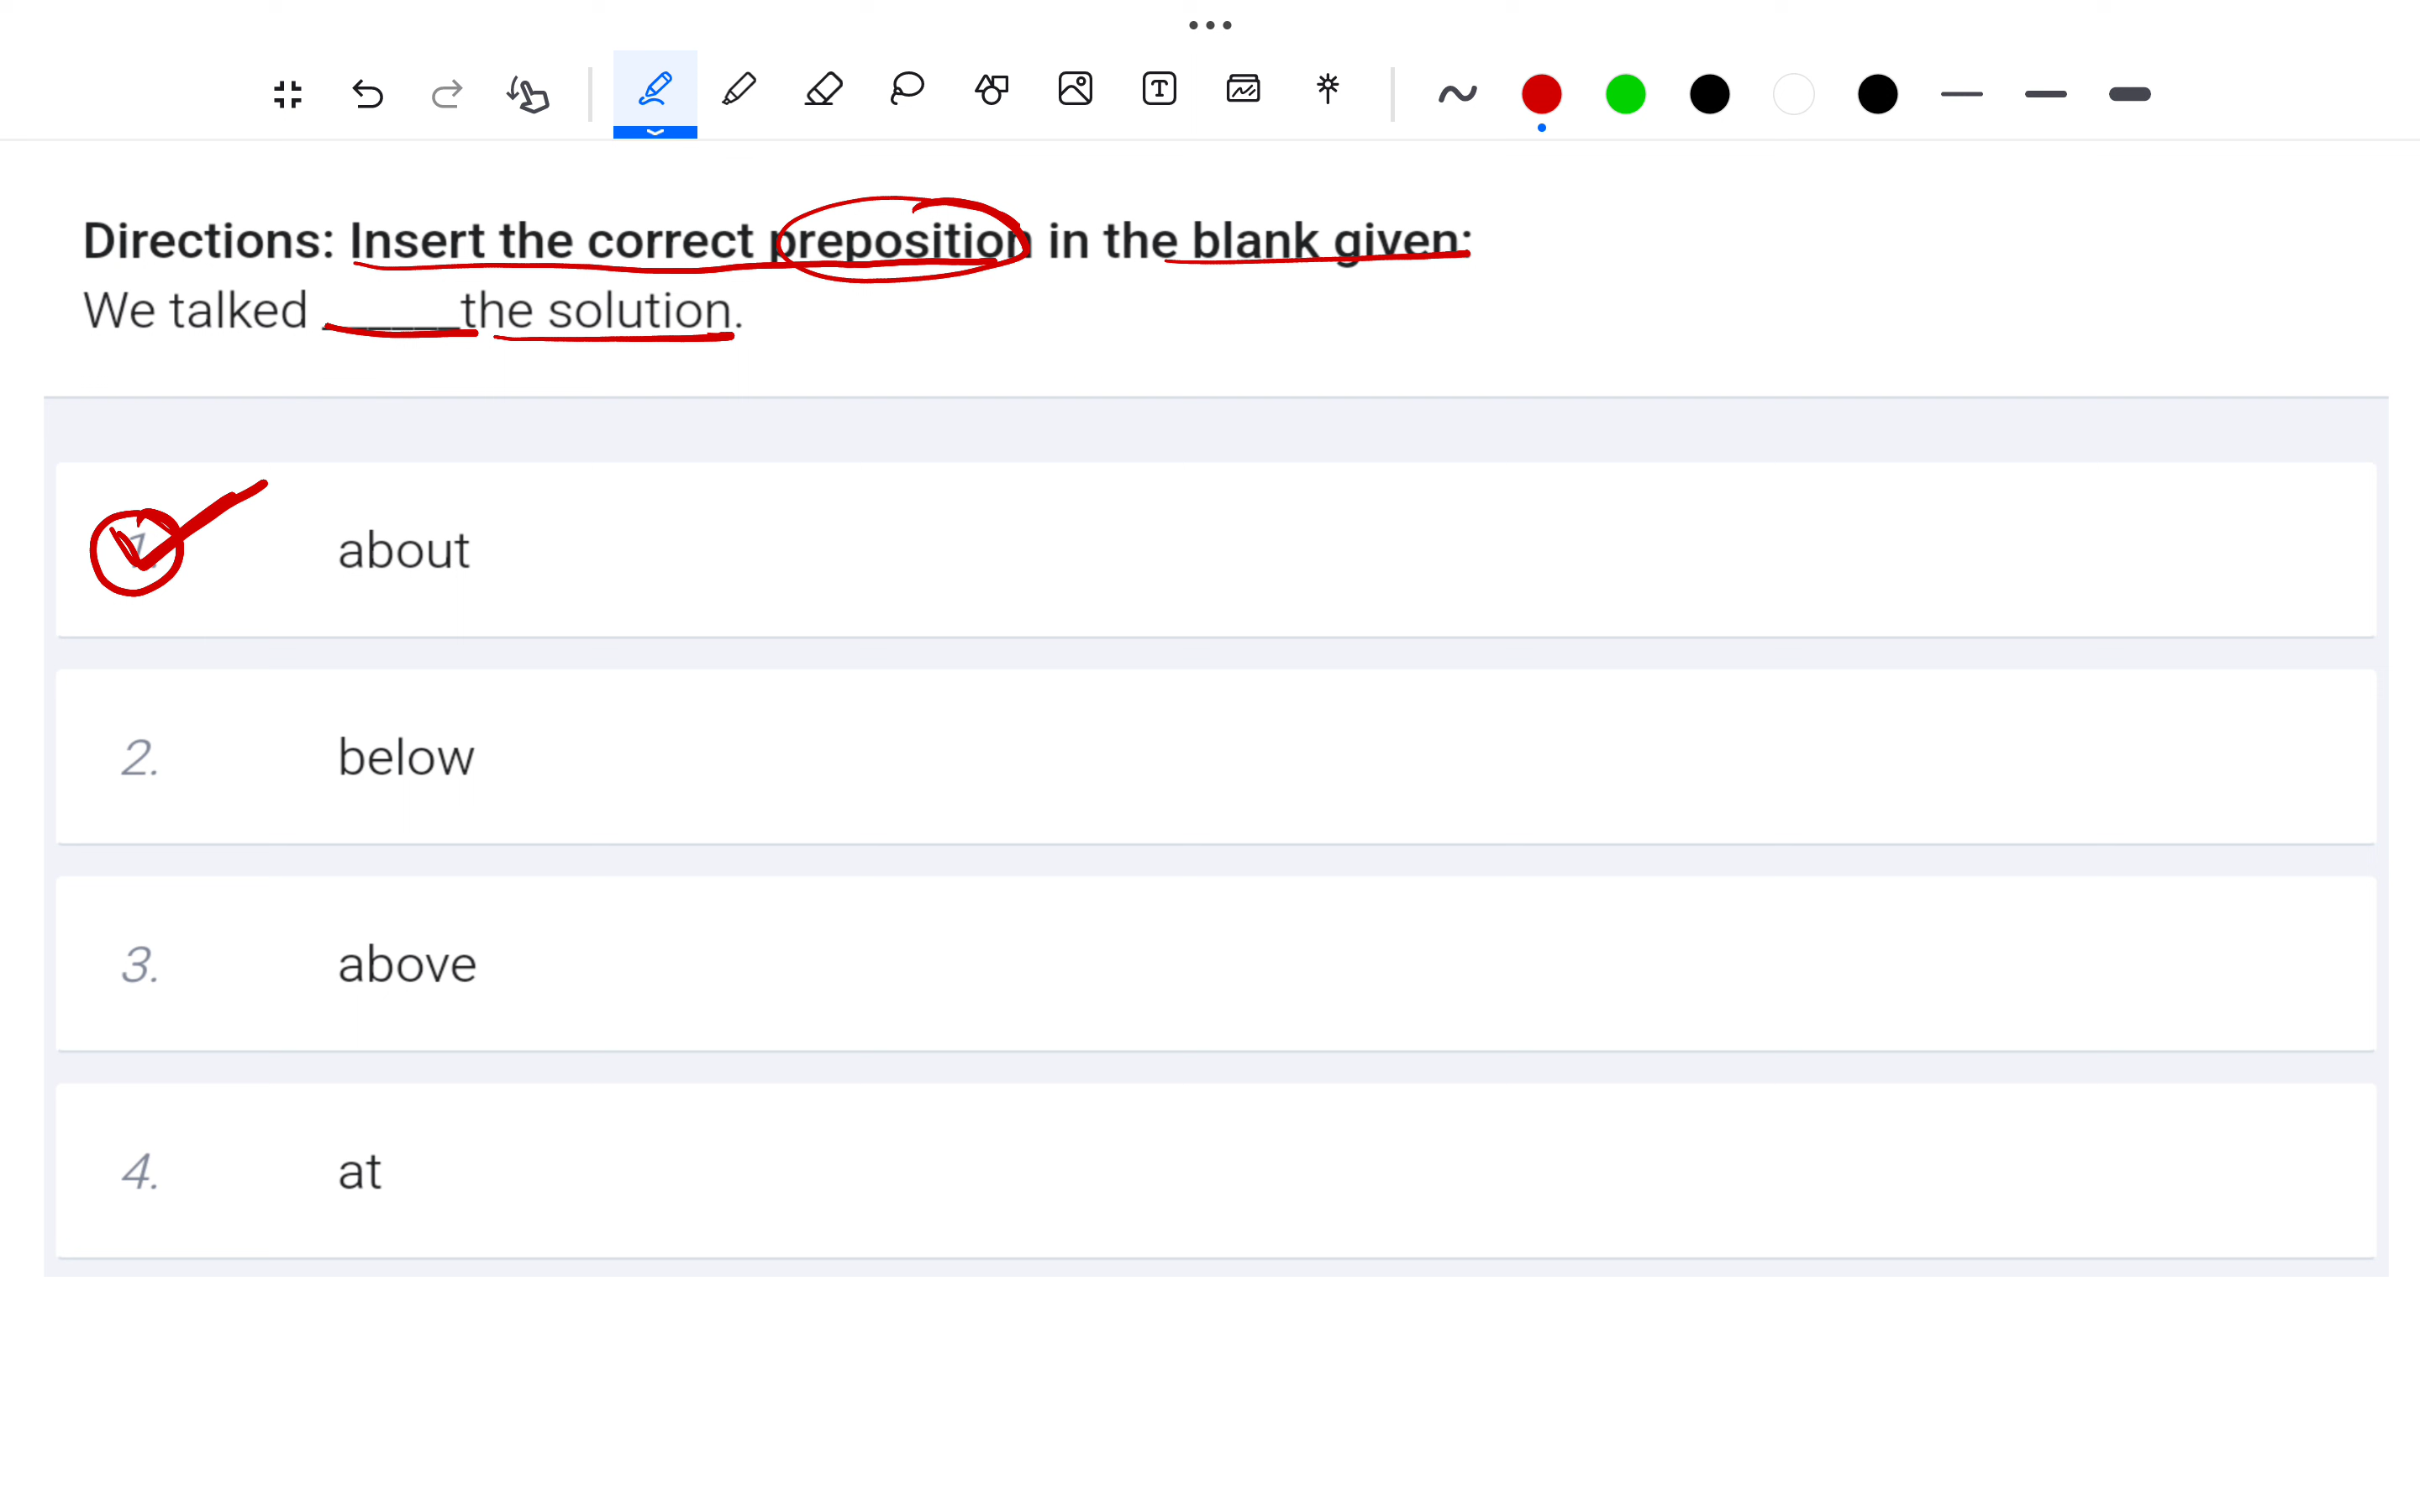 Directions: Insert the correct preposition in the blank given:
We talked ______the solution.
1. about
2. below
3. above
4. at